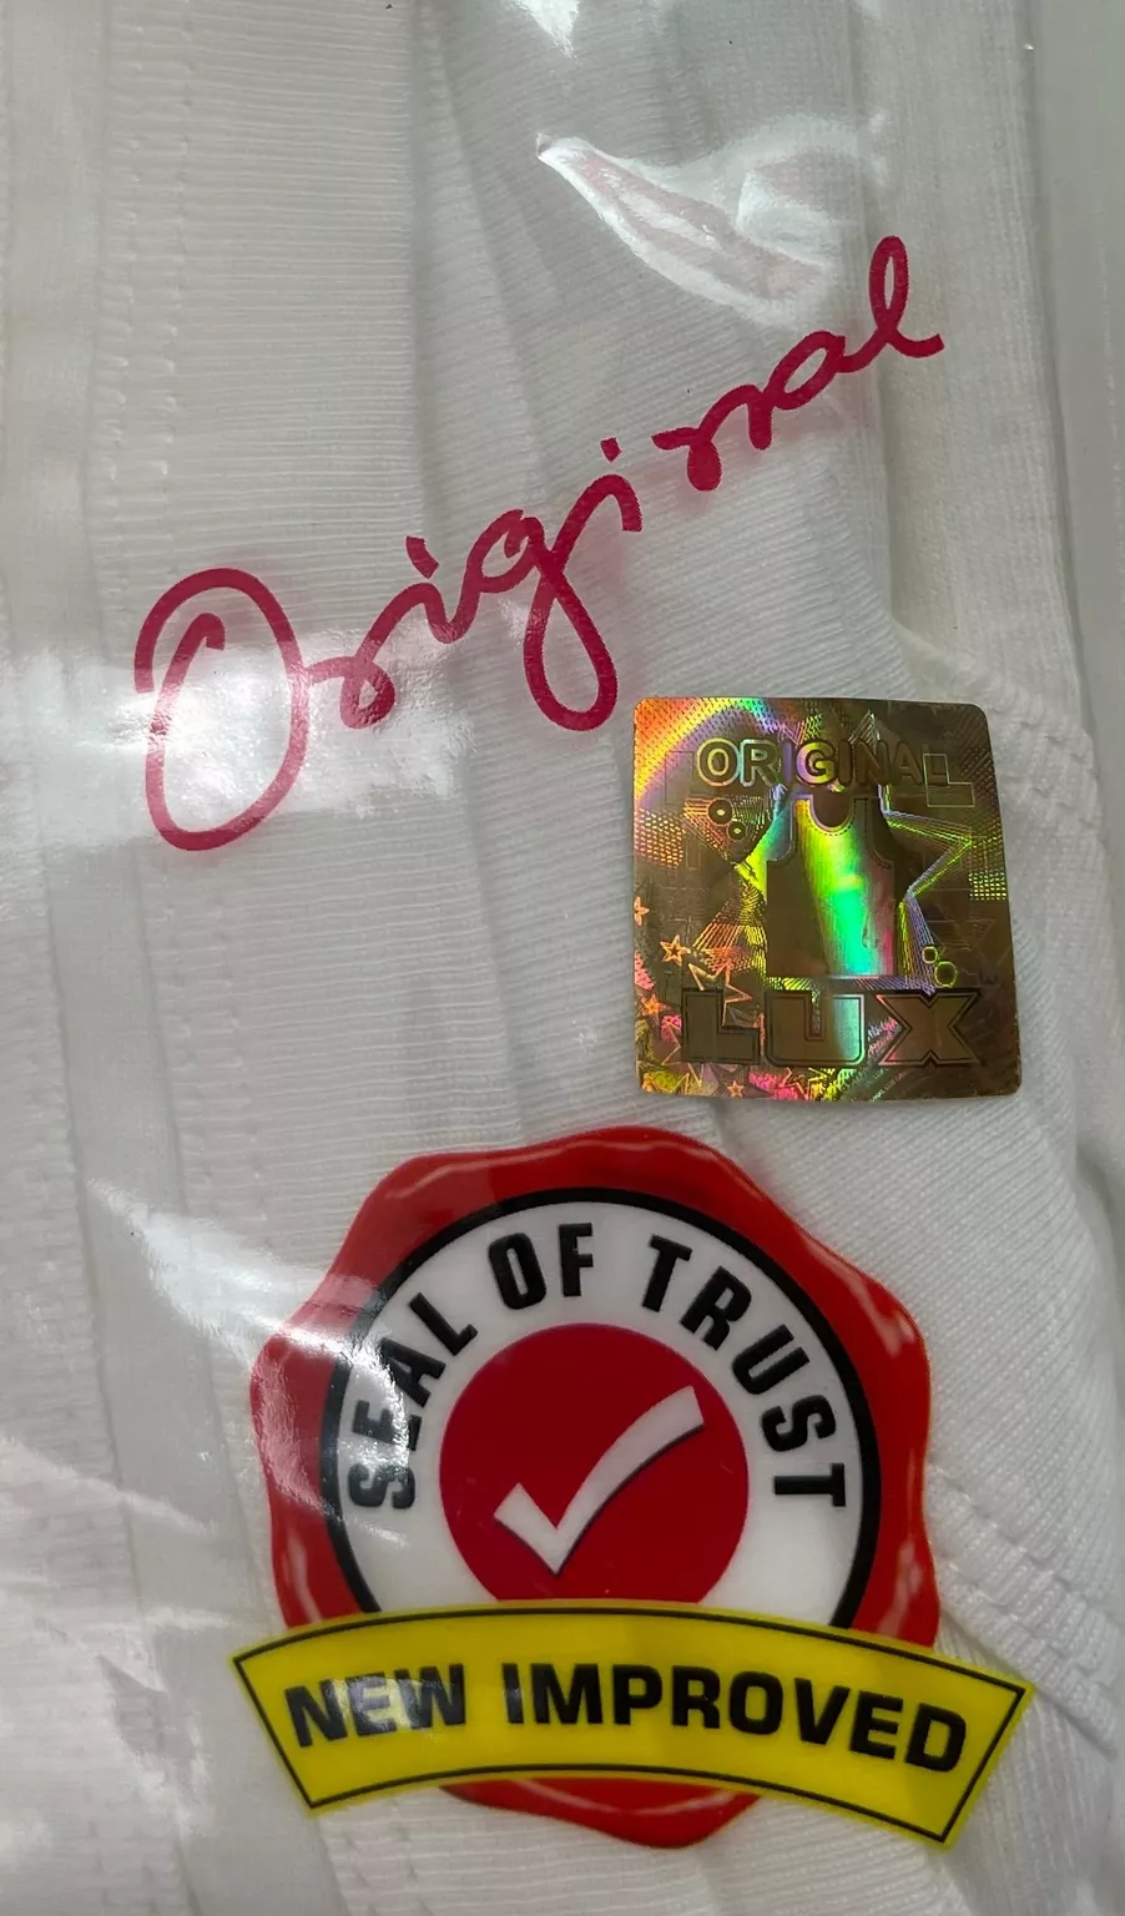 Original
ORIGINAL
LUX
SEAL OF TRUST
NEW IMPROVED